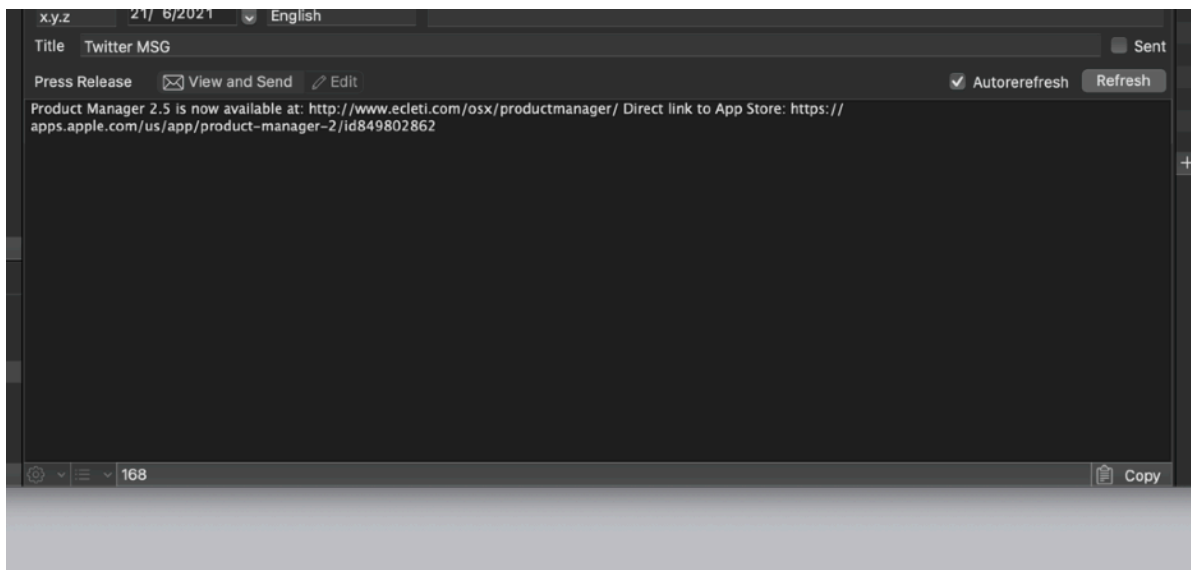 x.y.z 21/ 6/2021 English
Title Twitter MSG Sent
Press Release View and Send Edit Autorerefresh Refresh
Product Manager 2.5 is now available at: http://www.ecleti.com/osx/productmanager/ Direct link to App Store: https://
apps.apple.com/us/app/product-manager-2/id849802862
168 Copy